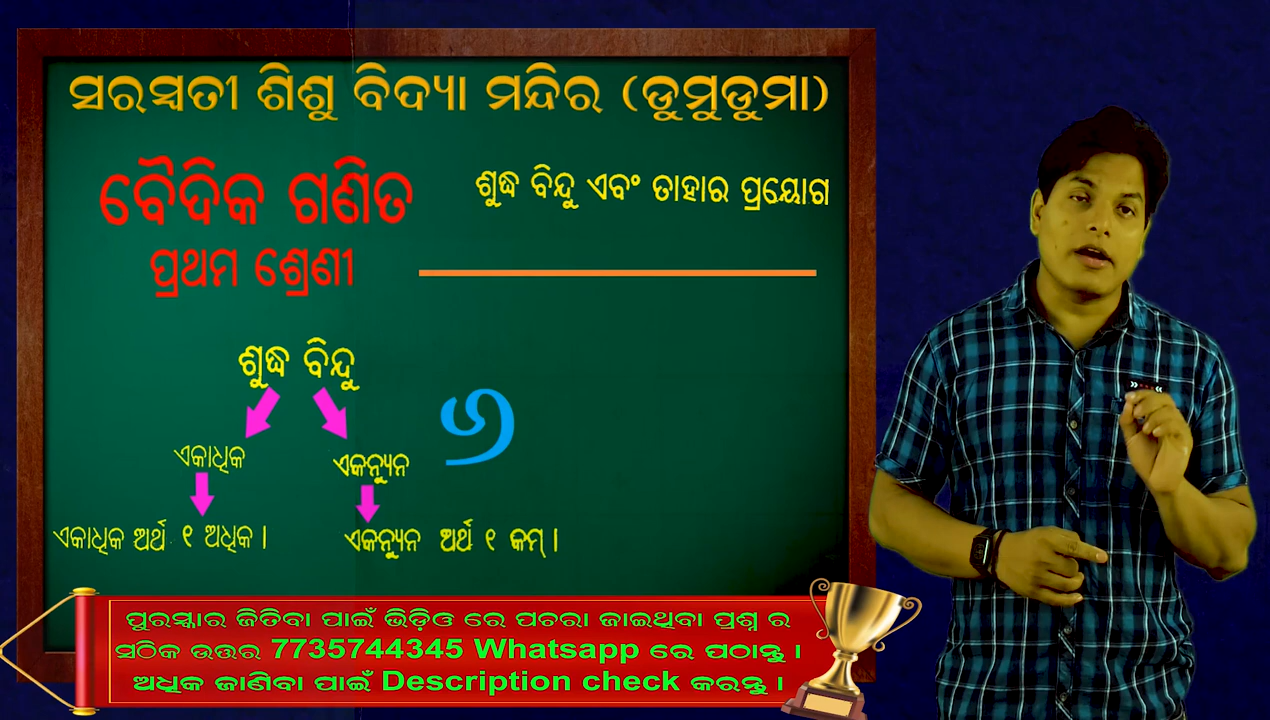 ସରସ୍ୱତୀ ଶିଶୁ ବିଦ୍ୟା ମନ୍ଦିର (ଡୁମୁଡୁମା)
ବୈଦିକ ଗଣିତ
ପ୍ରଥମ ଶ୍ରେଣୀ
ଶୁଦ୍ଧ ବିନ୍ଦୁ ଏବଂ ତାହାର ପ୍ରୟୋଗ
ଶୁଦ୍ଧ ବିନ୍ଦୁ
ଏକାଧିକ ଏକନ୍ୟୁନ
୬
ଏକାଧିକ ଅର୍ଥ ୧ ଅଧିକ । ଏକନ୍ୟୁନ ଅର୍ଥ ୧ କମ୍ ।
ପୁରସ୍କାର ଜିତିବା ପାଇଁ ଭିଡ଼ିଓ ରେ ପଚରା ଜାଇଥିବା ପ୍ରଶ୍ନ ର
ସଠିକ ଉତ୍ତର 7735744345 Whatsapp ରେ ପଠାନ୍ତୁ ।
ଅଧିକ ଜାଣିବା ପାଇଁ Description check କରନ୍ତୁ ।